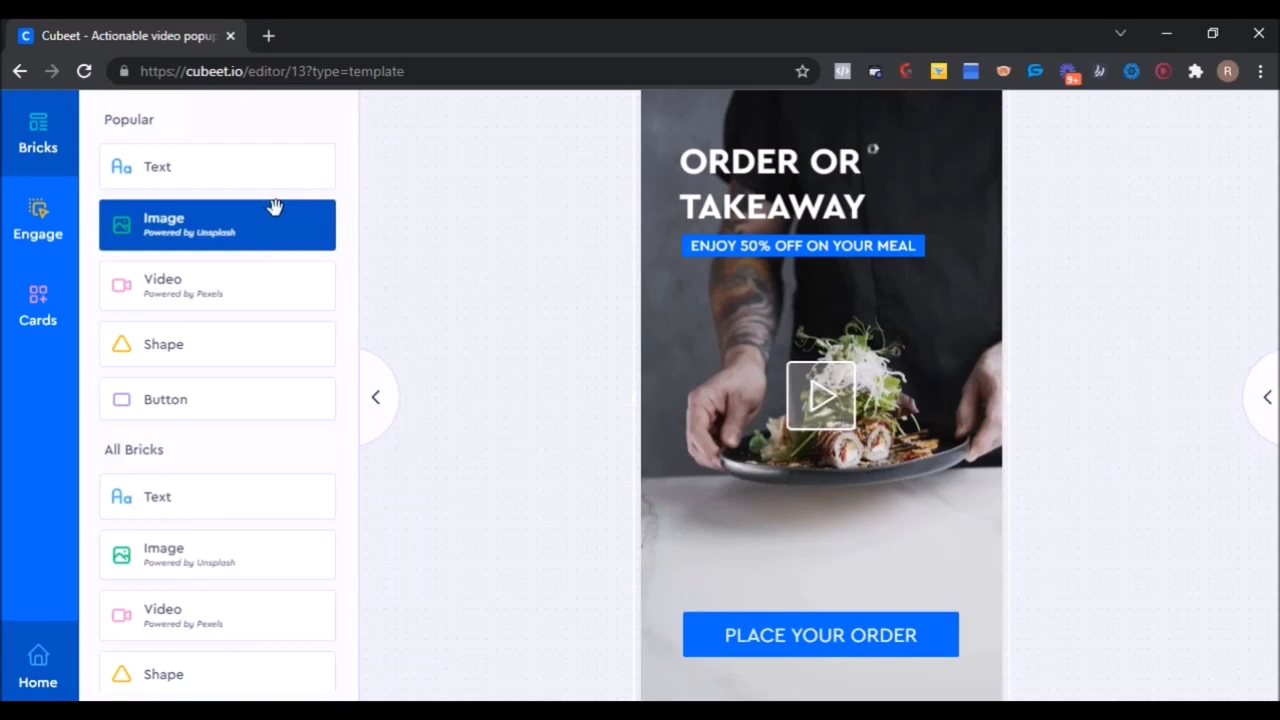 Cubeet - Actionable video popup
https://cubeet.io/editor/13?type=template
9+
R
Bricks
Engage
Cards
Home
Popular
Text
Image
Powered by Unsplash
Video
Powered by Pexels
Shape
Button
All Bricks
Text
Image
Powered by Unsplash
Video
Powered by Pexels
Shape
ORDER OR
TAKEAWAY
ENJOY 50% OFF ON YOUR MEAL
PLACE YOUR ORDER